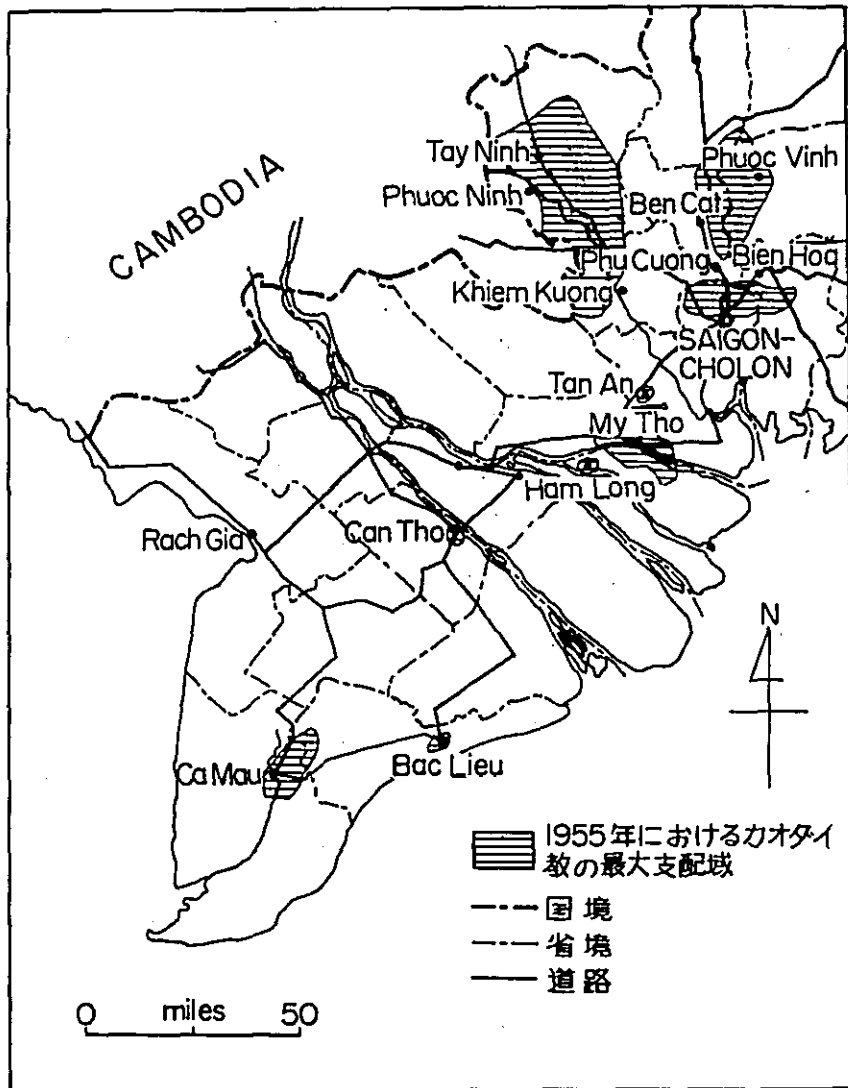 CAMBODIA
Tay Ninh
Phuoc Ninh
Phuoc Vinh
Ben Cat
Phu Cuong
Bien Hoa
Khiem Kuong
SAIGON-
CHOLON
Tan An
My Tho
Ham Long
Rach Gia
Can Tho
Ca Mau
Bac Lieu
N
1955年におけるカオダイ
教の最大支配域
国境
省境
道路
0 miles 50